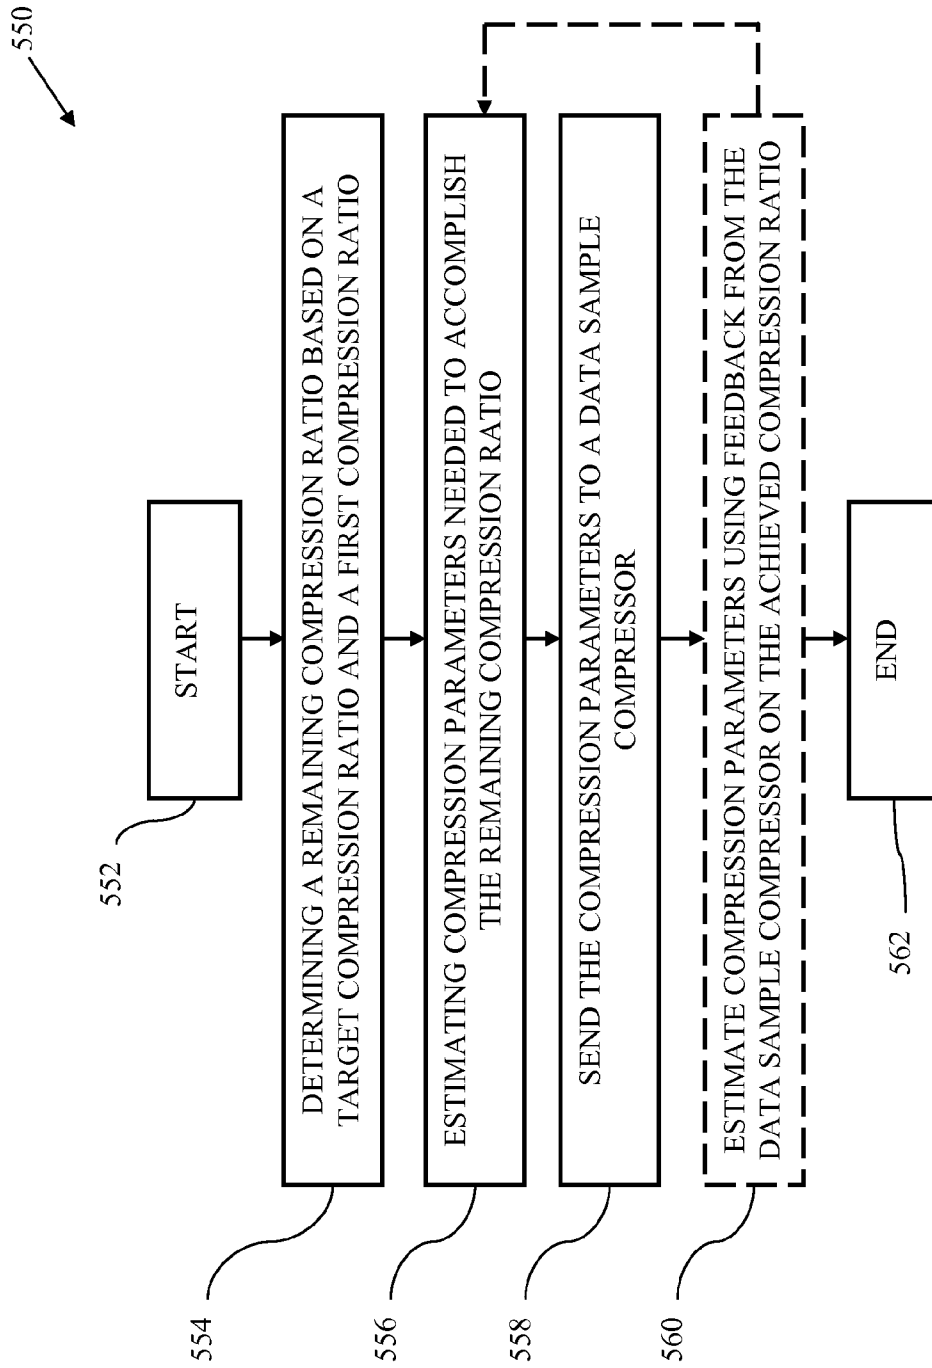 550
START
552
DETERMINING A REMAINING COMPRESSION RATIO BASED ON A
TARGET COMPRESSION RATIO AND A FIRST COMPRESSION RATIO
554
ESTIMATING COMPRESSION PARAMETERS NEEDED TO ACCOMPLISH
THE REMAINING COMPRESSION RATIO
556
SEND THE COMPRESSION PARAMETERS TO A DATA SAMPLE
COMPRESSOR
558
ESTIMATE COMPRESSION PARAMETERS USING FEEDBACK FROM THE
DATA SAMPLE COMPRESSOR ON THE ACHIEVED COMPRESSION RATIO
560
END
562